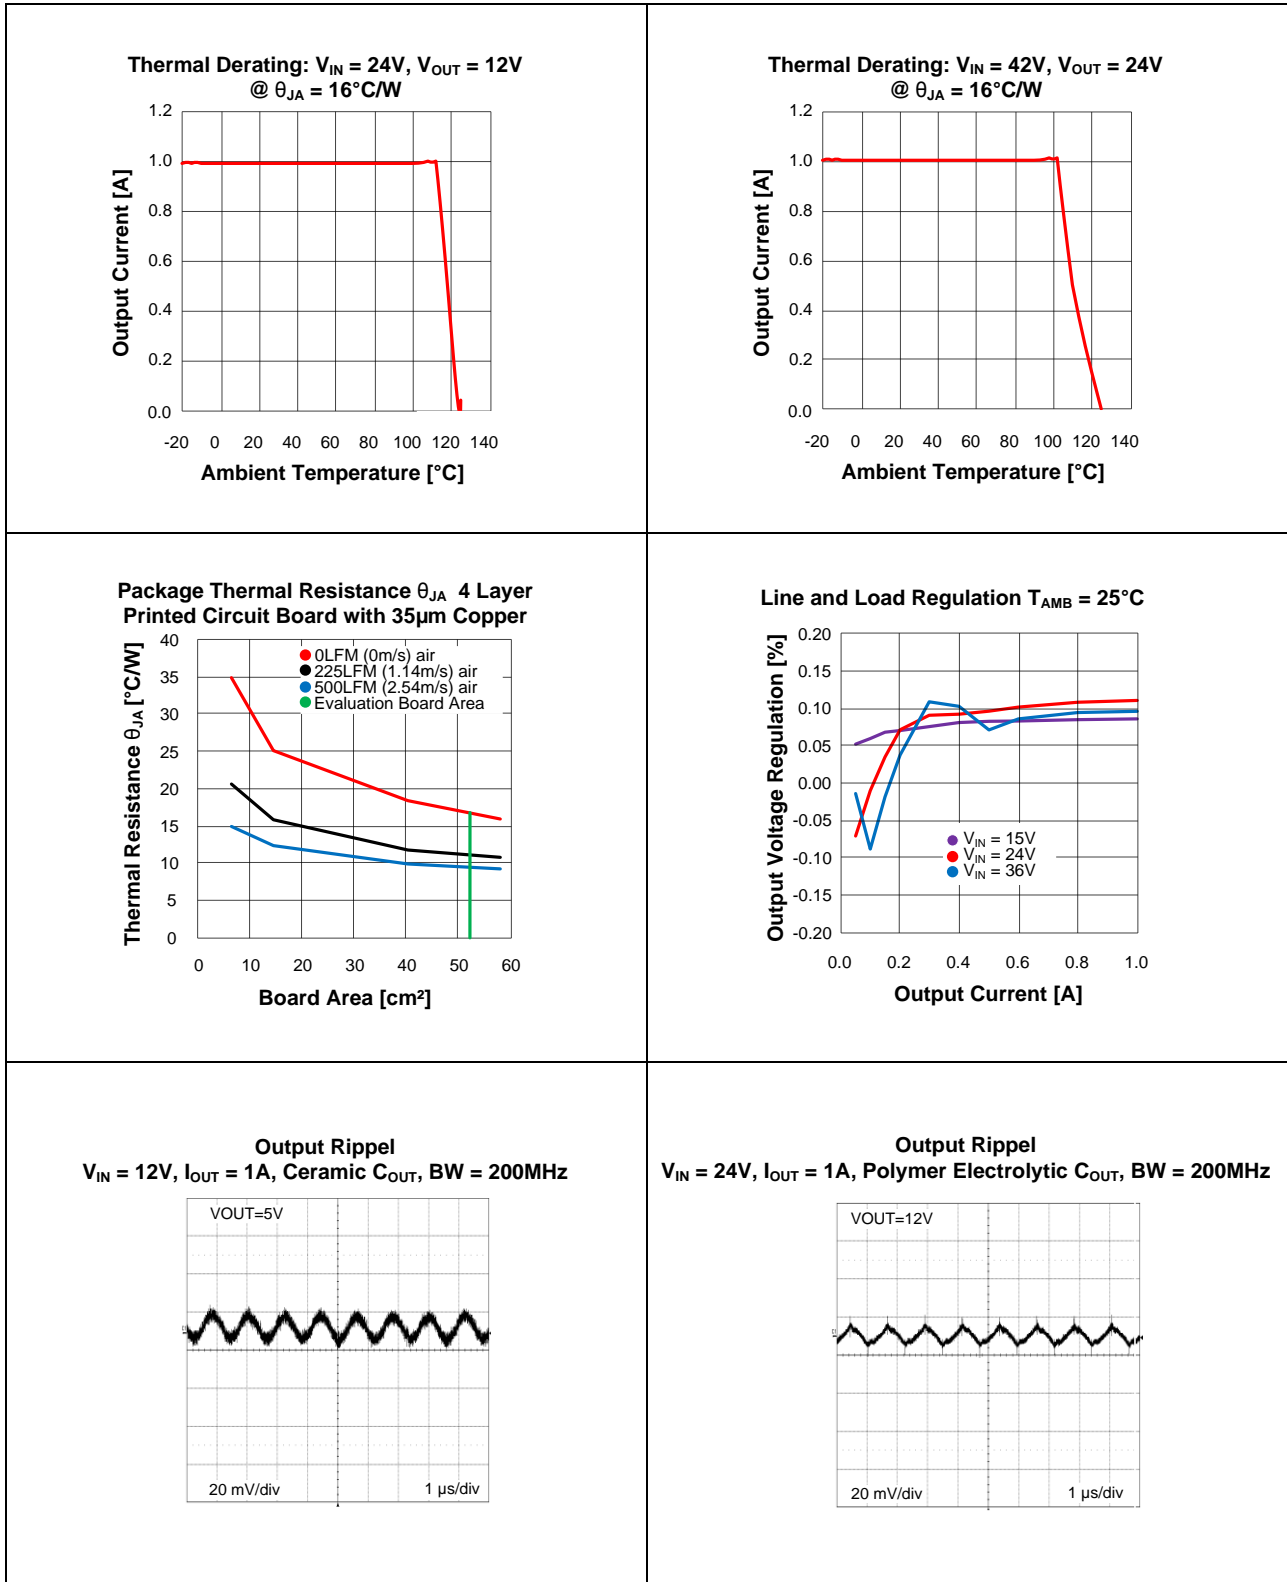 Thermal Derating: VIN = 24V, VOUT = 12V
@ θJA = 16°C/W
1.2
1.0
0.8
0.6
0.4
0.2
0.0
Output Current [A]
-20 0 20 40 60 80 100 120 140
Ambient Temperature [°C]
Thermal Derating: VIN = 42V, VOUT = 24V
@ θJA = 16°C/W
1.2
1.0
0.8
0.6
0.4
0.2
0.0
Output Current [A]
-20 0 20 40 60 80 100 120 140
Ambient Temperature [°C]
Package Thermal Resistance θJA 4 Layer
Printed Circuit Board with 35µm Copper
40
35
30
25
20
15
10
5
0
Thermal Resistance θJA [°C/W]
0LFM (0m/s) air
225LFM (1.14m/s) air
500LFM (2.54m/s) air
Evaluation Board Area
0 10 20 30 40 50 60
Board Area [cm²]
Line and Load Regulation TAMB = 25°C
0.20
0.15
0.10
0.05
0.00
-0.05
-0.10
-0.15
-0.20
Output Voltage Regulation [%]
VIN = 15V
VIN = 24V
VIN = 36V
0.0 0.2 0.4 0.6 0.8 1.0
Output Current [A]
Output Rippel
VIN = 12V, IOUT = 1A, Ceramic COUT, BW = 200MHz
VOUT=5V
20 mV/div 1 µs/div
Output Rippel
VIN = 24V, IOUT = 1A, Polymer Electrolytic COUT, BW = 200MHz
VOUT=12V
20 mV/div 1 µs/div